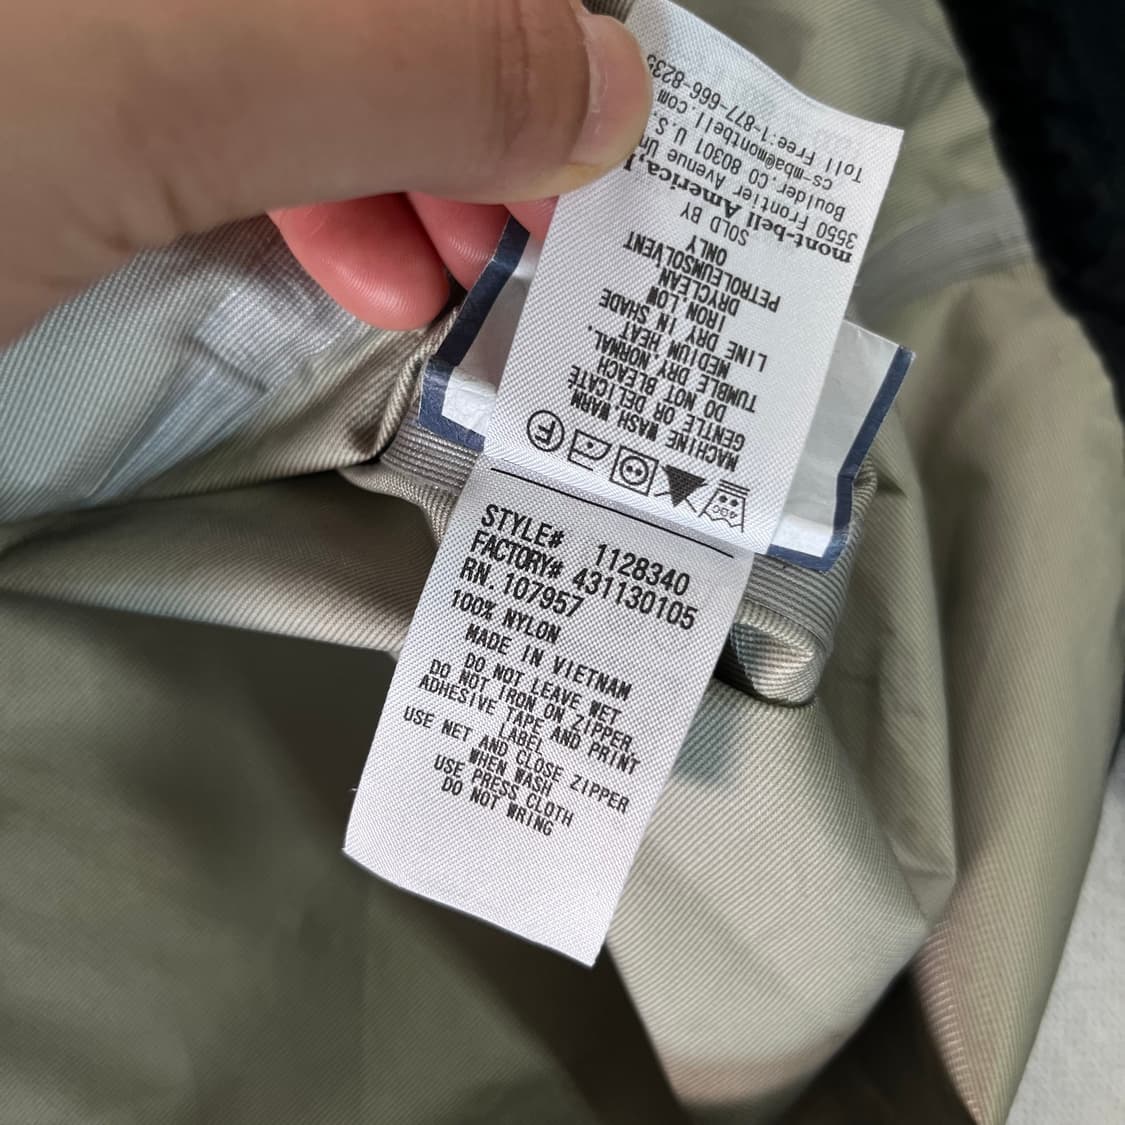 STYLE# 1128340
FACTORY# 431130105
RN. 107957
100% NYLON
MADE IN VIETNAM
DO NOT LEAVE WET
DO NOT IRON ON ZIPPER,
ADHESIVE TAPE AND PRINT
LABEL
USE NET AND CLOSE ZIPPER
WHEN WASH
USE PRESS CLOTH
DO NOT WRING
40C
F
MACHINE WASH WARM
GENTLE OR DELICATE
DO NOT BLEACH
TUMBLE DRY ,NORMAL
MEDIUM HEAT.
LINE DRY IN SHADE
IRON LOW
DRYCLEAN
PETROLEUMSOLVENT
ONLY
SOLD BY
mont-bell America,
3550 Frontier Avenue
Boulder,CO 80301 U.S.
cs-mba@montbell.com
Toll Free:1-877-666-8235